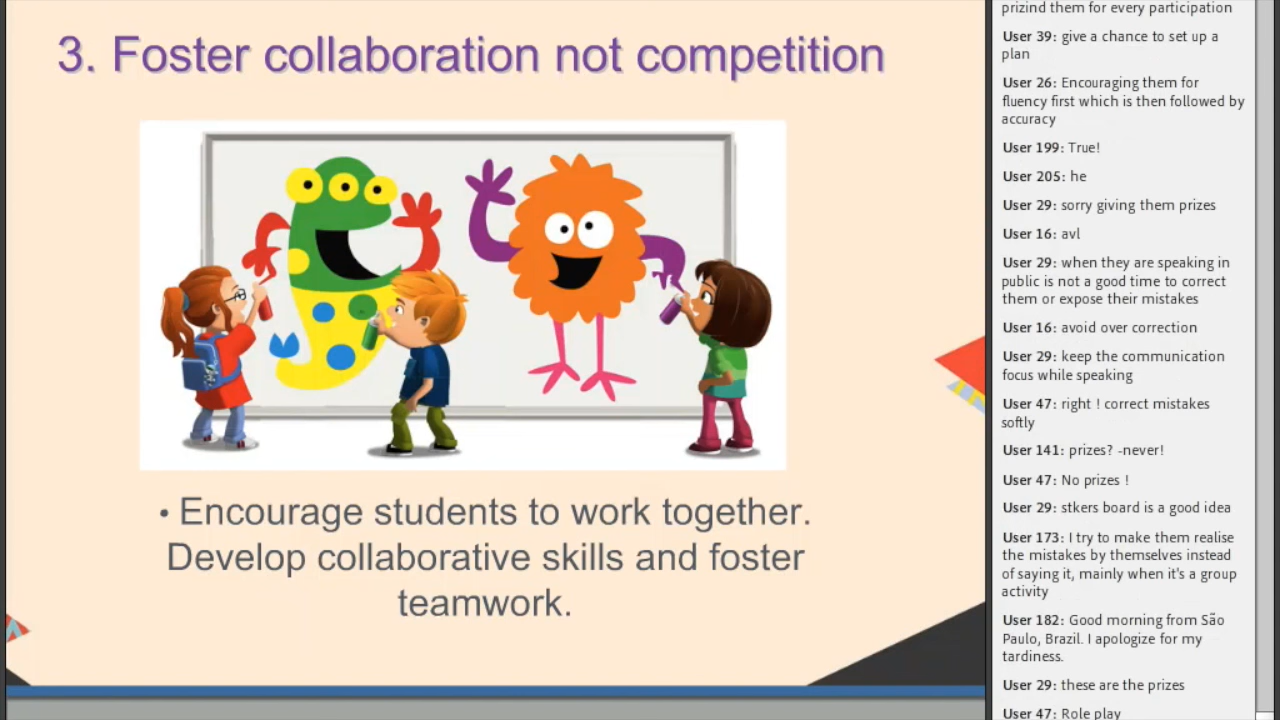 3. Foster collaboration not competition
• Encourage students to work together.
Develop collaborative skills and foster
teamwork.
prizind them for every participation
User 39: give a chance to set up a
plan
User 26: Encouraging them for
fluency first which is then followed by
accuracy
User 199: True!
User 205: he
User 29: sorry giving them prizes
User 16: avl
User 29: when they are speaking in
public is not a good time to correct
them or expose their mistakes
User 16: avoid over correction
User 29: keep the communication
focus while speaking
User 47: right ! correct mistakes
softly
User 141: prizes? -never!
User 47: No prizes !
User 29: stkers board is a good idea
User 173: I try to make them realise
the mistakes by themselves instead
of saying it, mainly when it's a group
activity
User 182: Good morning from São
Paulo, Brazil. I apologize for my
tardiness.
User 29: these are the prizes
User 47: Role play